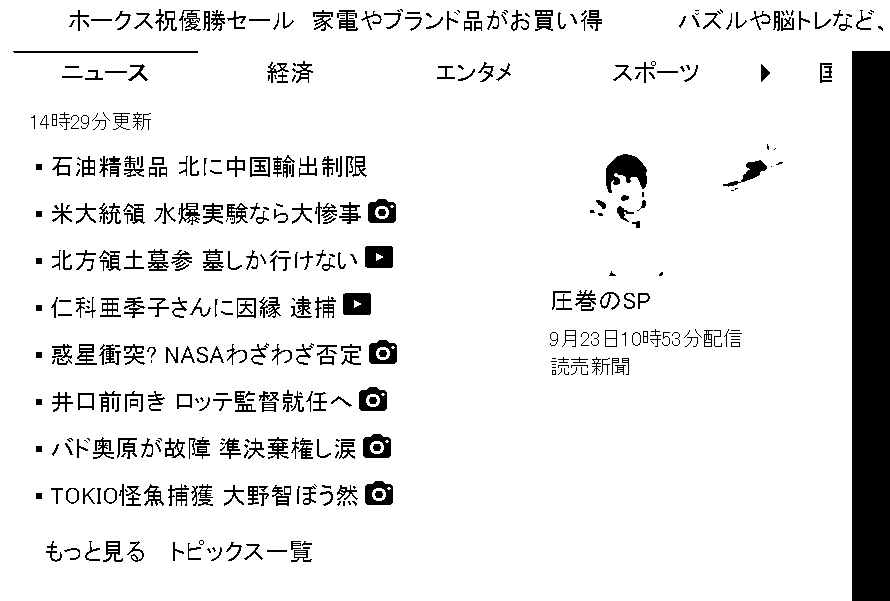 ホークス祝優勝セール 家電やブランド品がお買い得 パズルや脳トレなど、
ニュース 経済 エンタメ スポーツ
14時29分更新
石油精製品 北に中国輸出制限
米大統領 水爆実験なら大惨事
北方領土墓参 墓しか行けない
仁科亜季子さんに因縁 逮捕
惑星衝突? NASAわざわざ否定
井口前向き ロッテ監督就任へ
バド奥原が故障 準決棄権し涙
TOKIO怪魚捕獲 大野智ぼう然
もっと見る トピックス一覧
圧巻のSP
9月23日10時53分配信
読売新聞